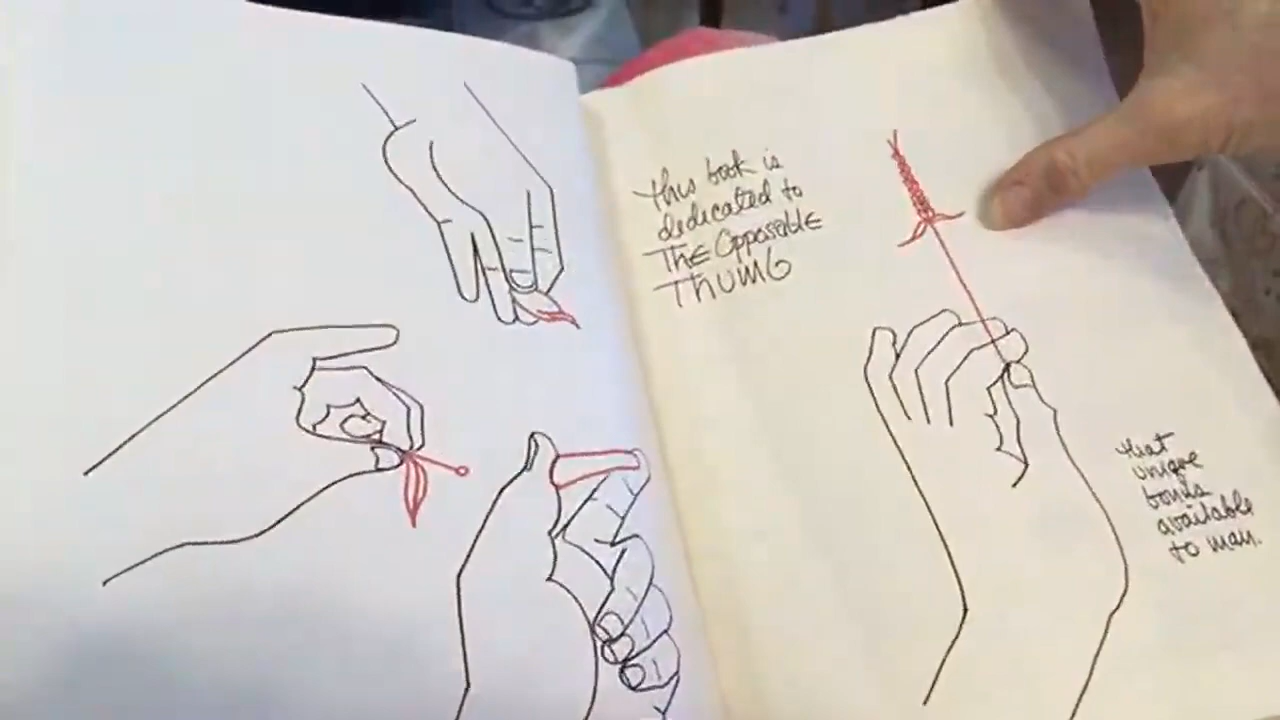 This book is
dedicated to
THE Opposable
THUMB
that
unique
bonus
available
to man.